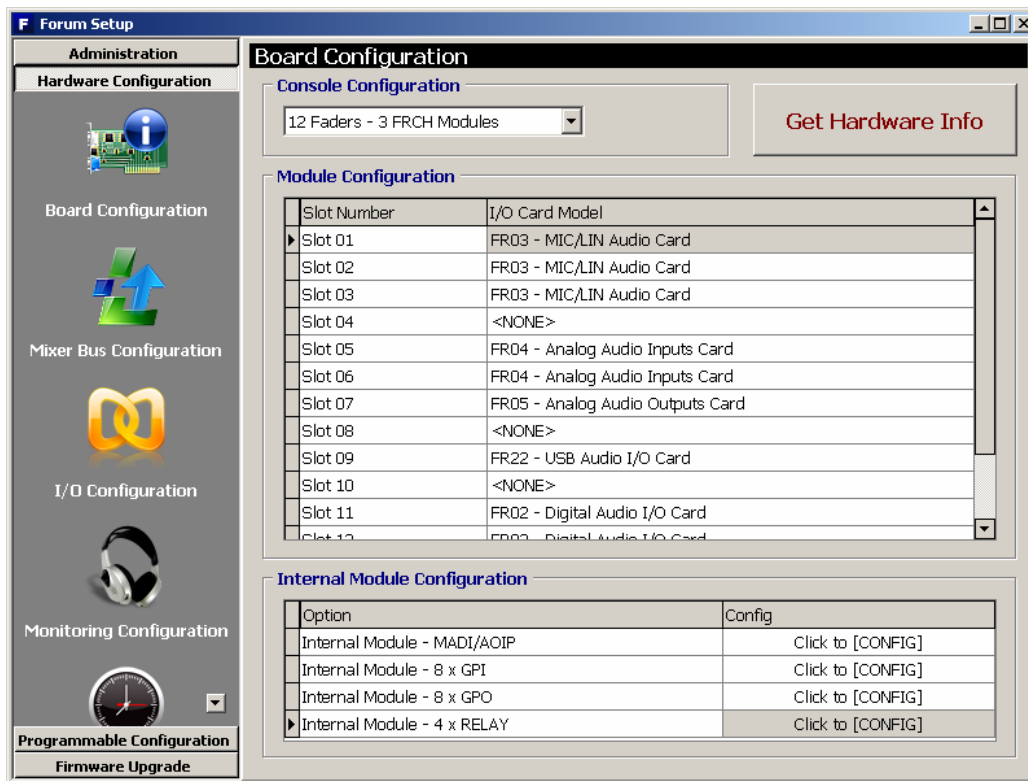 F Forum Setup
Administration
Hardware Configuration
Board Configuration
Mixer Bus Configuration
I/O Configuration
Monitoring Configuration
Programmable Configuration
Firmware Upgrade
Board Configuration
Console Configuration
12 Faders - 3 FRCH Modules
Get Hardware Info
Module Configuration
Slot Number I/O Card Model
Slot 01 FR03 - MIC/LIN Audio Card
Slot 02 FR03 - MIC/LIN Audio Card
Slot 03 FR03 - MIC/LIN Audio Card
Slot 04 <NONE>
Slot 05 FR04 - Analog Audio Inputs Card
Slot 06 FR04 - Analog Audio Inputs Card
Slot 07 FR05 - Analog Audio Outputs Card
Slot 08 <NONE>
Slot 09 FR22 - USB Audio I/O Card
Slot 10 <NONE>
Slot 11 FR02 - Digital Audio I/O Card
Slot 12 FR02 - Digital Audio I/O Card
Internal Module Configuration
Option Config
Internal Module - MADI/AOIP Click to [CONFIG]
Internal Module - 8 x GPI Click to [CONFIG]
Internal Module - 8 x GPO Click to [CONFIG]
Internal Module - 4 x RELAY Click to [CONFIG]